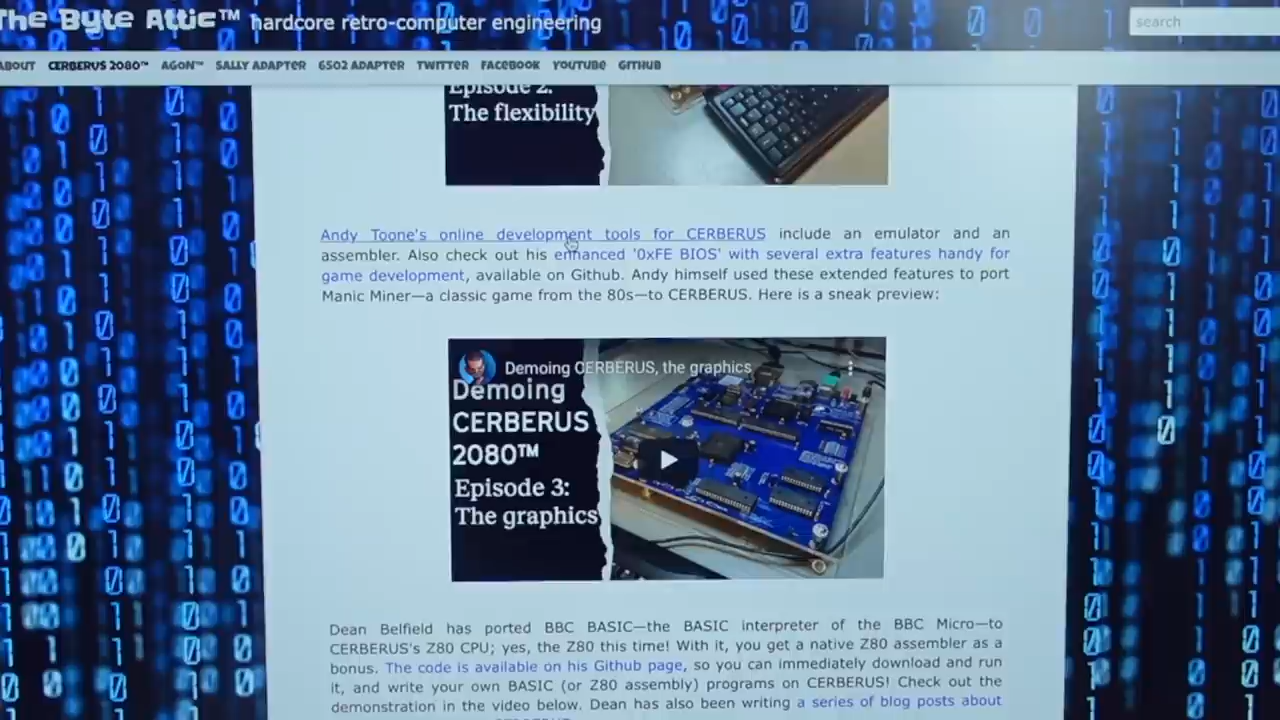 The Byte Attic™ hardcore retro-computer engineering
search
ABOUT CERBERUS 2080™ AGON™ SALLY ADAPTER 6502 ADAPTER TWITTER FACEBOOK YOUTUBE GITHUB
Episode 2:
The flexibility
Andy Toone's online development tools for CERBERUS include an emulator and an
assembler. Also check out his enhanced '0xFE BIOS' with several extra features handy for
game development, available on Github. Andy himself used these extended features to port
Manic Miner—a classic game from the 80s—to CERBERUS. Here is a sneak preview:
Demoing CERBERUS, the graphics
Demoing
CERBERUS
2080™
Episode 3:
The graphics
Dean Belfield has ported BBC BASIC—the BASIC interpreter of the BBC Micro—to
CERBERUS's Z80 CPU; yes, the Z80 this time! With it, you get a native Z80 assembler as a
bonus. The code is available on his Github page, so you can immediately download and run
it, and write your own BASIC (or Z80 assembly) programs on CERBERUS! Check out the
demonstration in the video below. Dean has also been writing a series of blog posts about